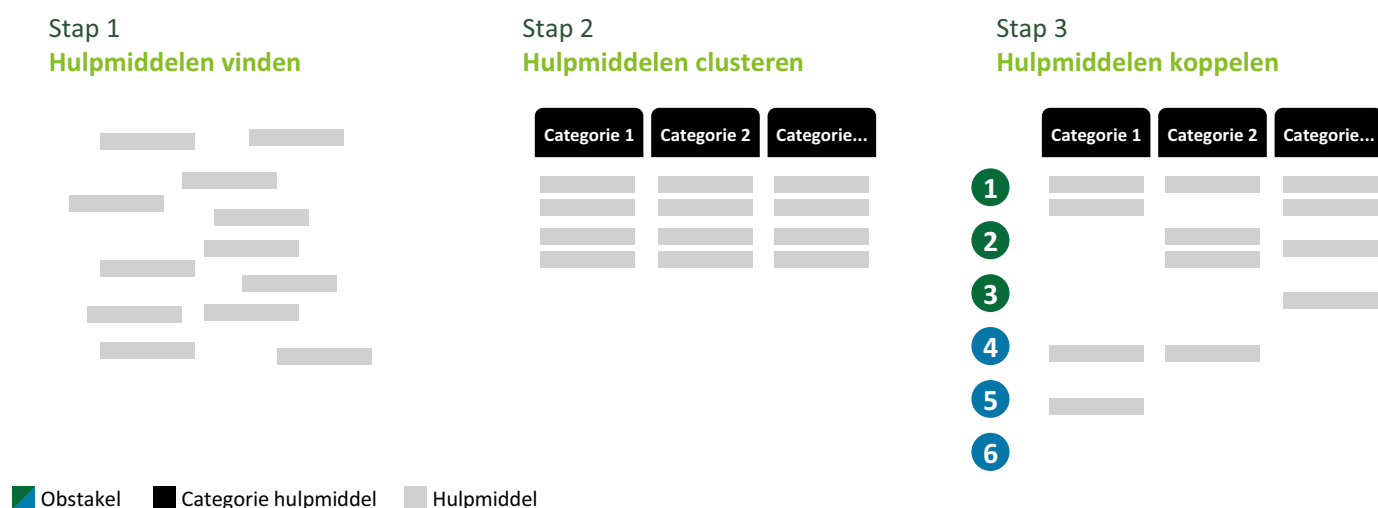 Stap 1
Hulpmiddelen vinden
Stap 2
Hulpmiddelen clusteren
Categorie 1
Categorie 2
Categorie...
Stap 3
Hulpmiddelen koppelen
Categorie 1
Categorie 2
Categorie...
1
2
3
4
5
6
Obstakel
Categorie hulpmiddel
Hulpmiddel